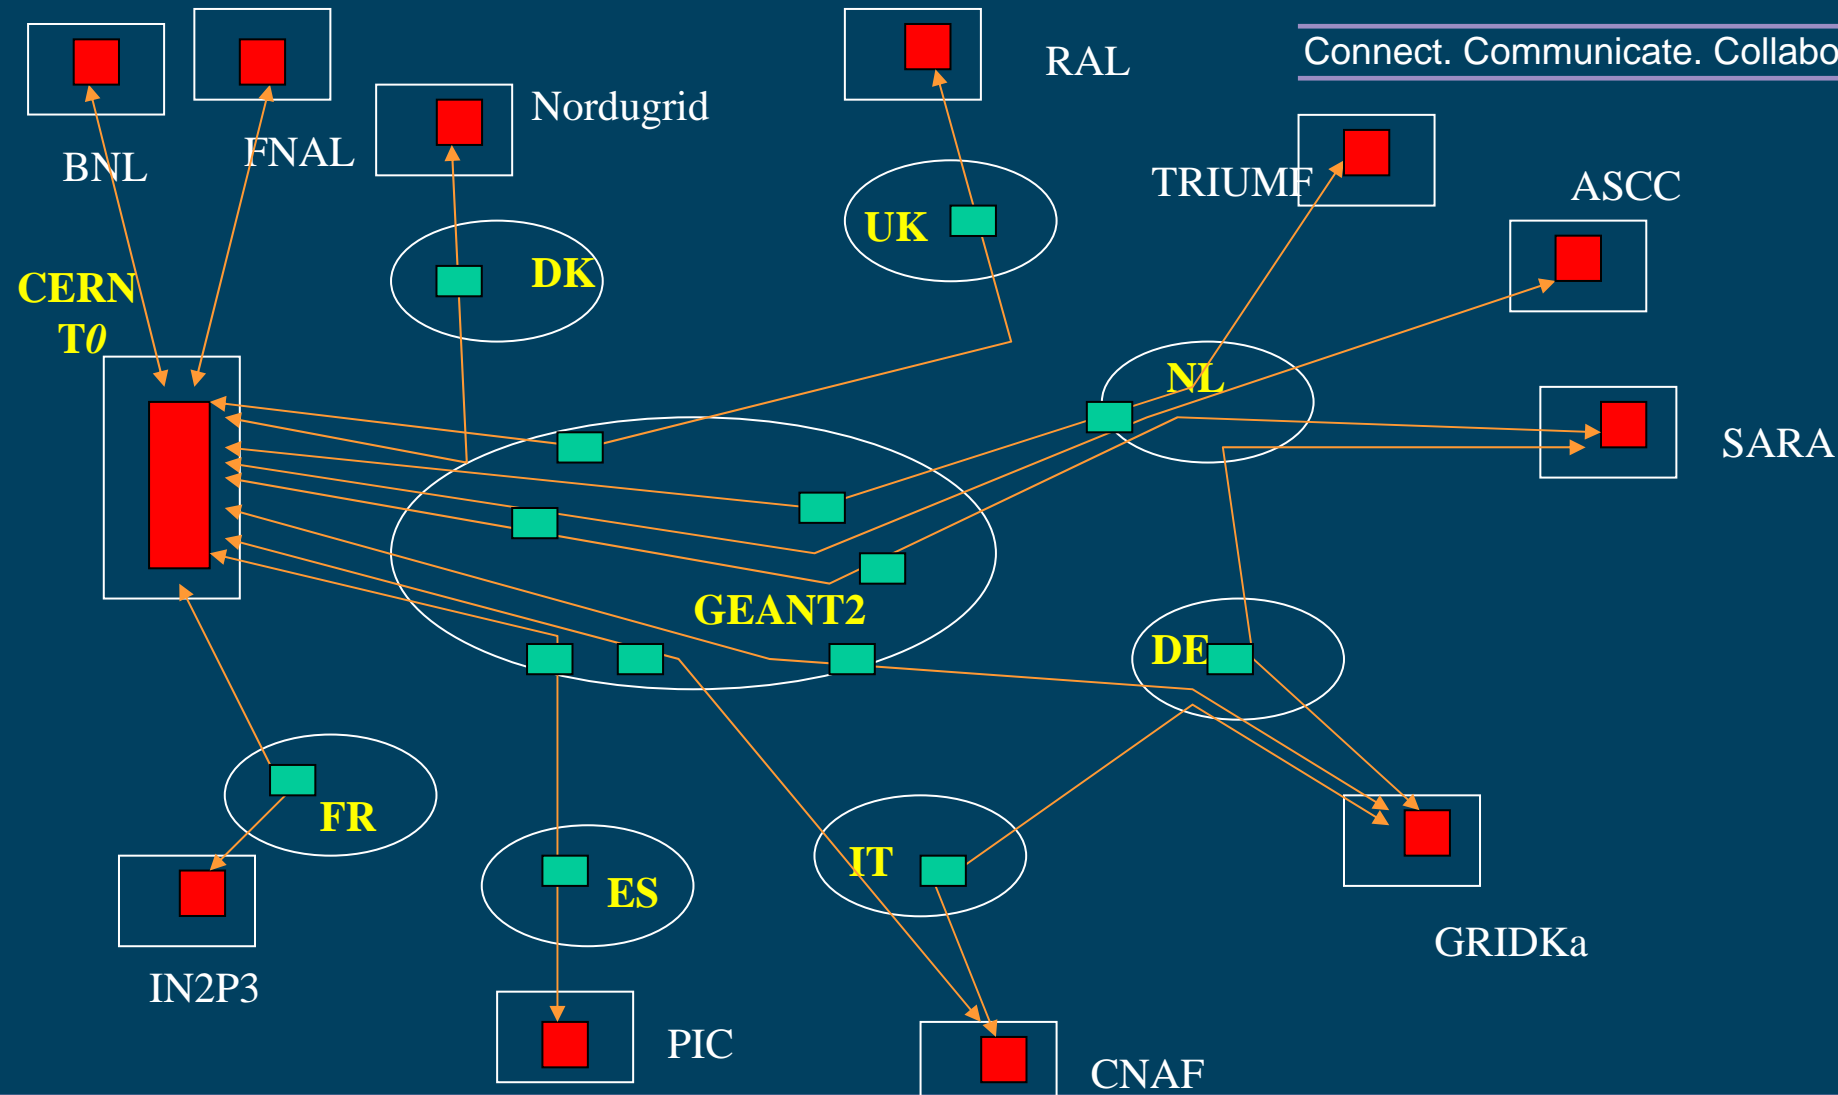 Connect. Communicate. Collabo
RAL
Nordugrid
BNL
FNAL
TRIUMF
ASCC
UK
DK
CERN
T0
NL
SARA
GEANT2
DE
FR
IT
ES
GRIDKa
IN2P3
PIC
CNAF